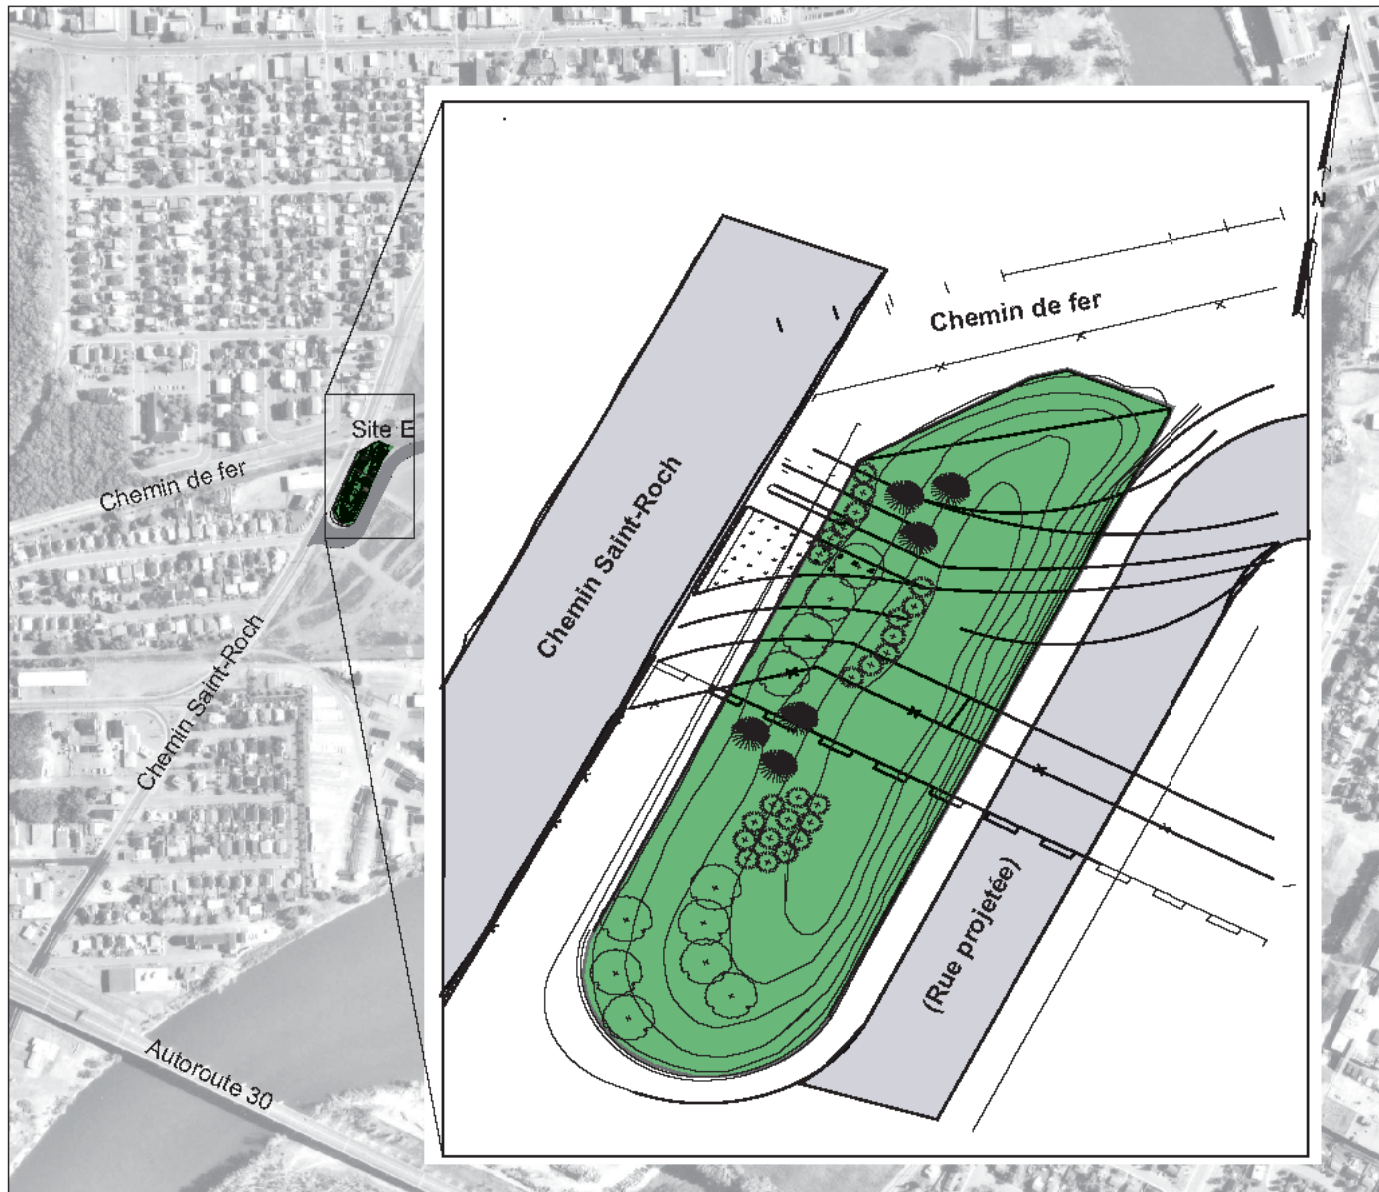 N
Chemin de fer
Site E
Chemin de fer
Chemin Saint-Roch
Chemin Saint-Roch
(Rue projetée)
Autoroute 30